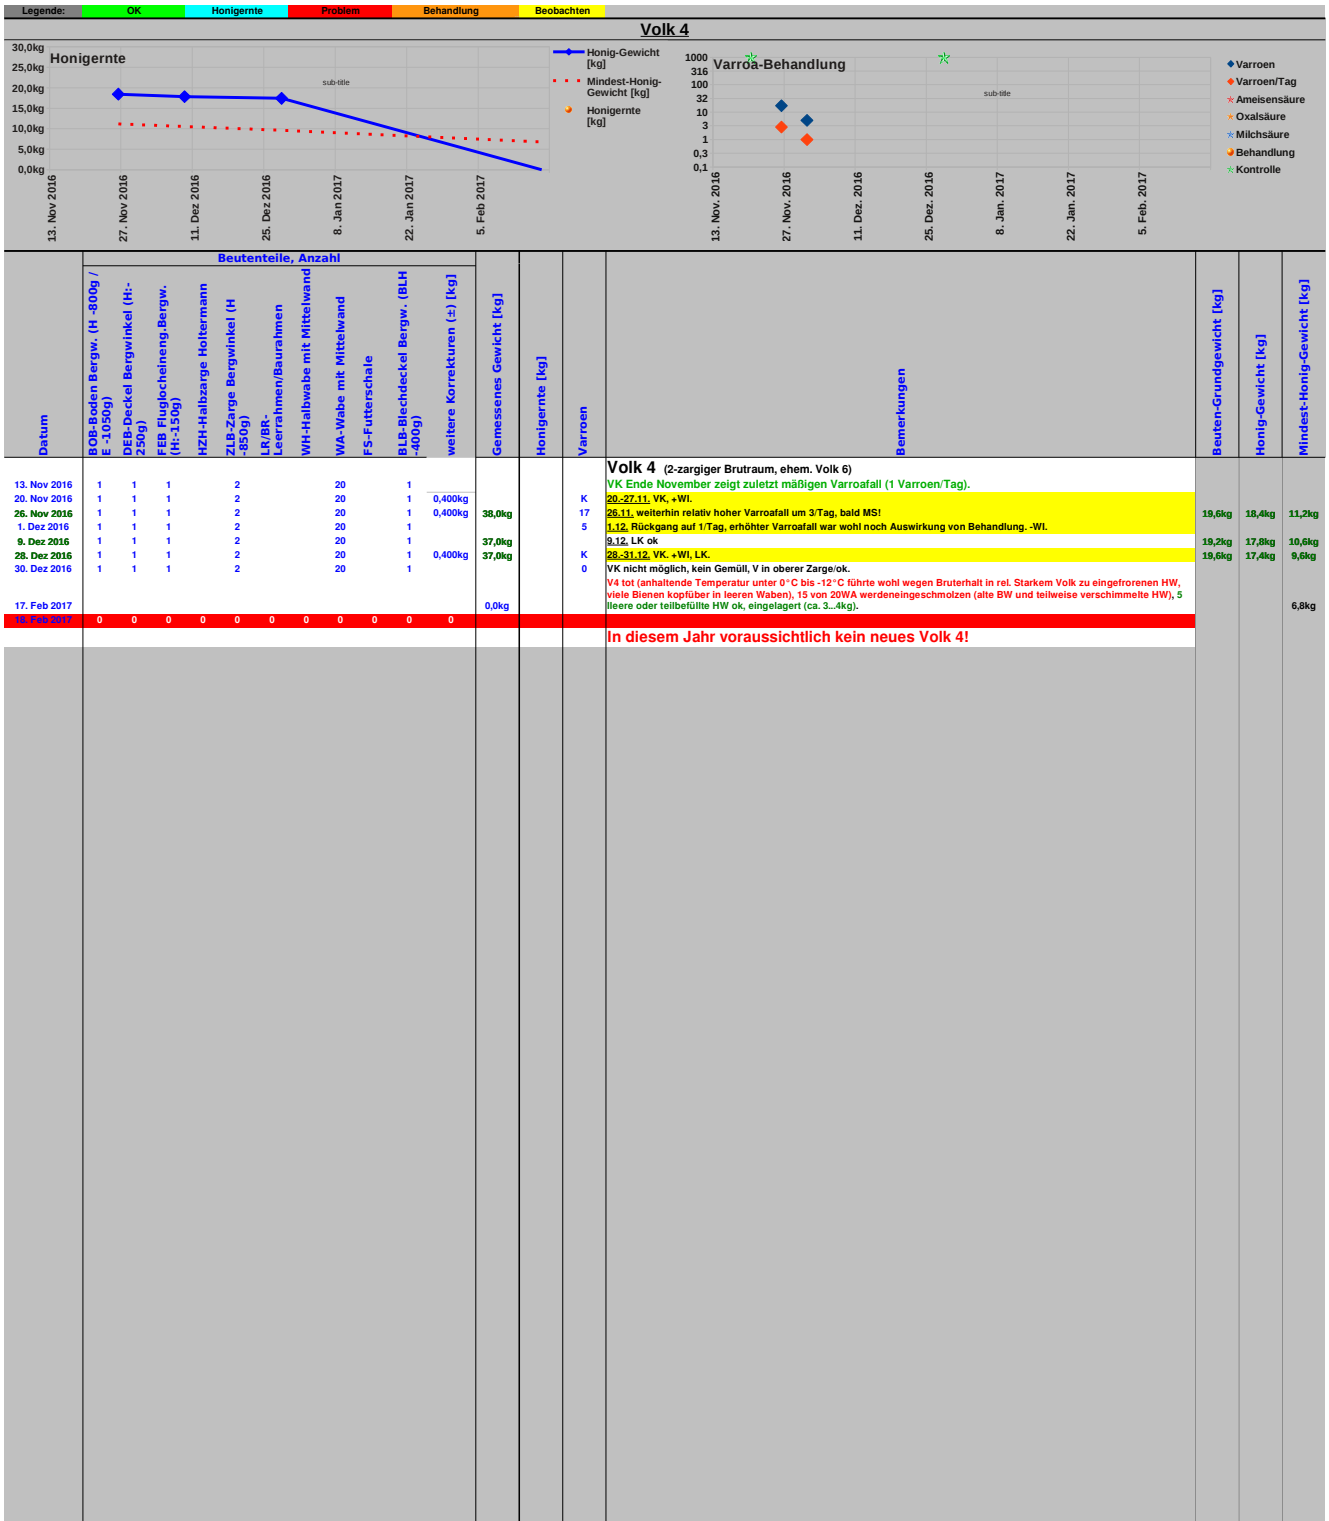 Legende: OK Honigernte Problem Behandlung Beobachten
Volk 4
Honigernte
sub-title
30,0kg
25,0kg
20,0kg
15,0kg
10,0kg
5,0kg
0,0kg
13. Nov 2016
27. Nov 2016
11. Dez 2016
25. Dez 2016
8. Jan 2017
22. Jan 2017
5. Feb 2017
Honig-Gewicht
[kg]
Mindest-Honig-
Gewicht [kg]
Honigernte
[kg]
Varroa-Behandlung
sub-title
1000
316
100
32
10
3
1
0,3
0,1
13. Nov. 2016
27. Nov. 2016
11. Dez. 2016
25. Dez. 2016
8. Jan. 2017
22. Jan. 2017
5. Feb. 2017
Varroen
Varroen/Tag
Ameisensäure
Oxalsäure
Milchsäure
Behandlung
Kontrolle
Beutenteile, Anzahl
Datum
BOB-Boden Bergw. (H -800g /
E -1050g)
DEB-Deckel Bergwinkel (H:-
250g)
FEB Fluglocheineng.Bergw.
(H:-150g)
HZH-Halbzarge Holtermann
ZLB-Zarge Bergwinkel (H
-850g)
LR/BR-
Leerrahmen/Baurahmen
WH-Halbwabe mit Mittelwand
WA-Wabe mit Mittelwand
FS-Futterschale
BLB-Blechdeckel Bergw. (BLH
-400g)
weitere Korrekturen (±) [kg]
Gemessenes Gewicht [kg]
Honigernte [kg]
Varroen
Bemerkungen
Beuten-Grundgewicht [kg]
Honig-Gewicht [kg]
Mindest-Honig-Gewicht [kg]
Volk 4 (2-zargiger Brutraum, ehem. Volk 6)
13. Nov 2016 1 1 1 2 20 1 VK Ende November zeigt zuletzt mäßigen Varroafall (1 Varroen/Tag).
20. Nov 2016 1 1 1 2 20 1 0,400kg K 20.-27.11. VK, +WI.
26. Nov 2016 1 1 1 2 20 1 0,400kg 38,0kg 17 26.11. weiterhin relativ hoher Varroafall um 3/Tag, bald MS! 19,6kg 18,4kg 11,2kg
1. Dez 2016 1 1 1 2 20 1 5 1.12. Rückgang auf 1/Tag, erhöhter Varroafall war wohl noch Auswirkung von Behandlung. -WI.
9. Dez 2016 1 1 1 2 20 1 37,0kg 9.12. LK ok 19,2kg 17,8kg 10,6kg
28. Dez 2016 1 1 1 2 20 1 0,400kg 37,0kg K 28.-31.12. VK. +WI, LK. 19,6kg 17,4kg 9,6kg
30. Dez 2016 1 1 1 2 20 1 0 VK nicht möglich, kein Gemüll, V in oberer Zarge/ok.
V4 tot (anhaltende Temperatur unter 0°C bis -12°C führte wohl wegen Bruterhalt in rel. Starkem Volk zu eingefrorenen HW,
viele Bienen kopfüber in leeren Waben), 15 von 20WA werdeneingeschmolzen (alte BW und teilweise verschimmelte HW), 5
17. Feb 2017 0,0kg lleere oder teilbefüllte HW ok, eingelagert (ca. 3...4kg). 6,8kg
18. Feb 2017 0 0 0 0 0 0 0 0 0 0 0
In diesem Jahr voraussichtlich kein neues Volk 4!